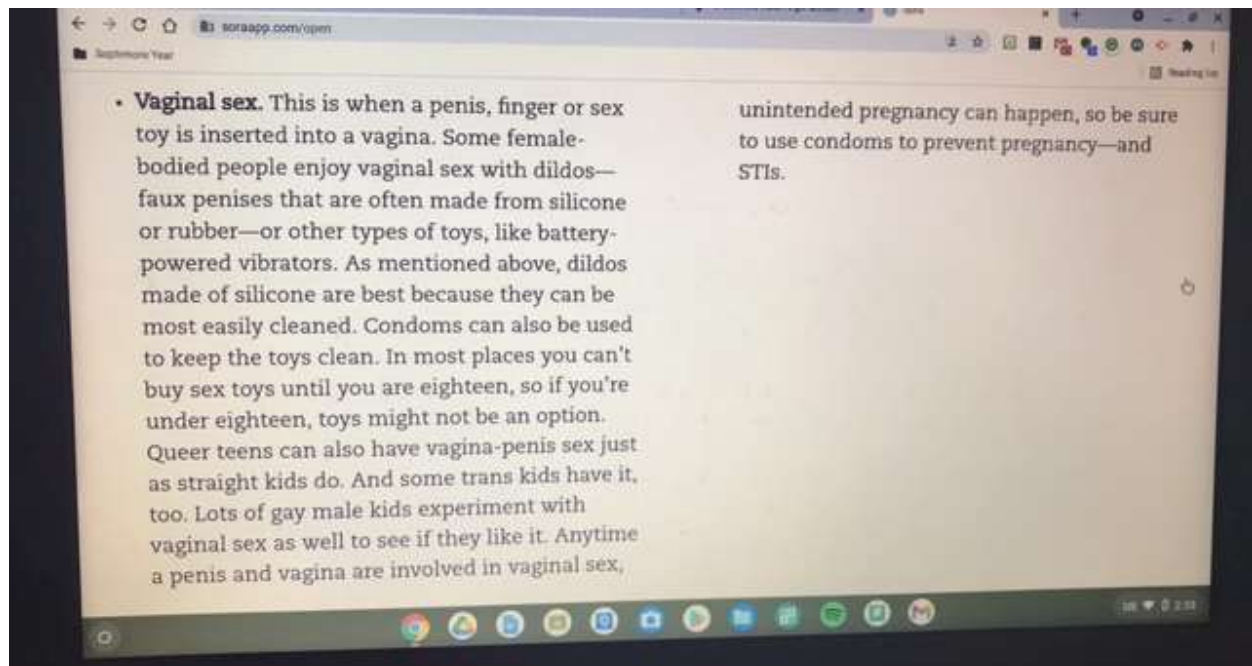 soraapp.com/open
Sophomore Year
Reading list
• Vaginal sex. This is when a penis, finger or sex
toy is inserted into a vagina. Some female-
bodied people enjoy vaginal sex with dildos—
faux penises that are often made from silicone
or rubber—or other types of toys, like battery-
powered vibrators. As mentioned above, dildos
made of silicone are best because they can be
most easily cleaned. Condoms can also be used
to keep the toys clean. In most places you can't
buy sex toys until you are eighteen, so if you're
under eighteen, toys might not be an option.
Queer teens can also have vagina-penis sex just
as straight kids do. And some trans kids have it,
too. Lots of gay male kids experiment with
vaginal sex as well to see if they like it. Anytime
a penis and vagina are involved in vaginal sex,
unintended pregnancy can happen, so be sure
to use condoms to prevent pregnancy—and
STIs.